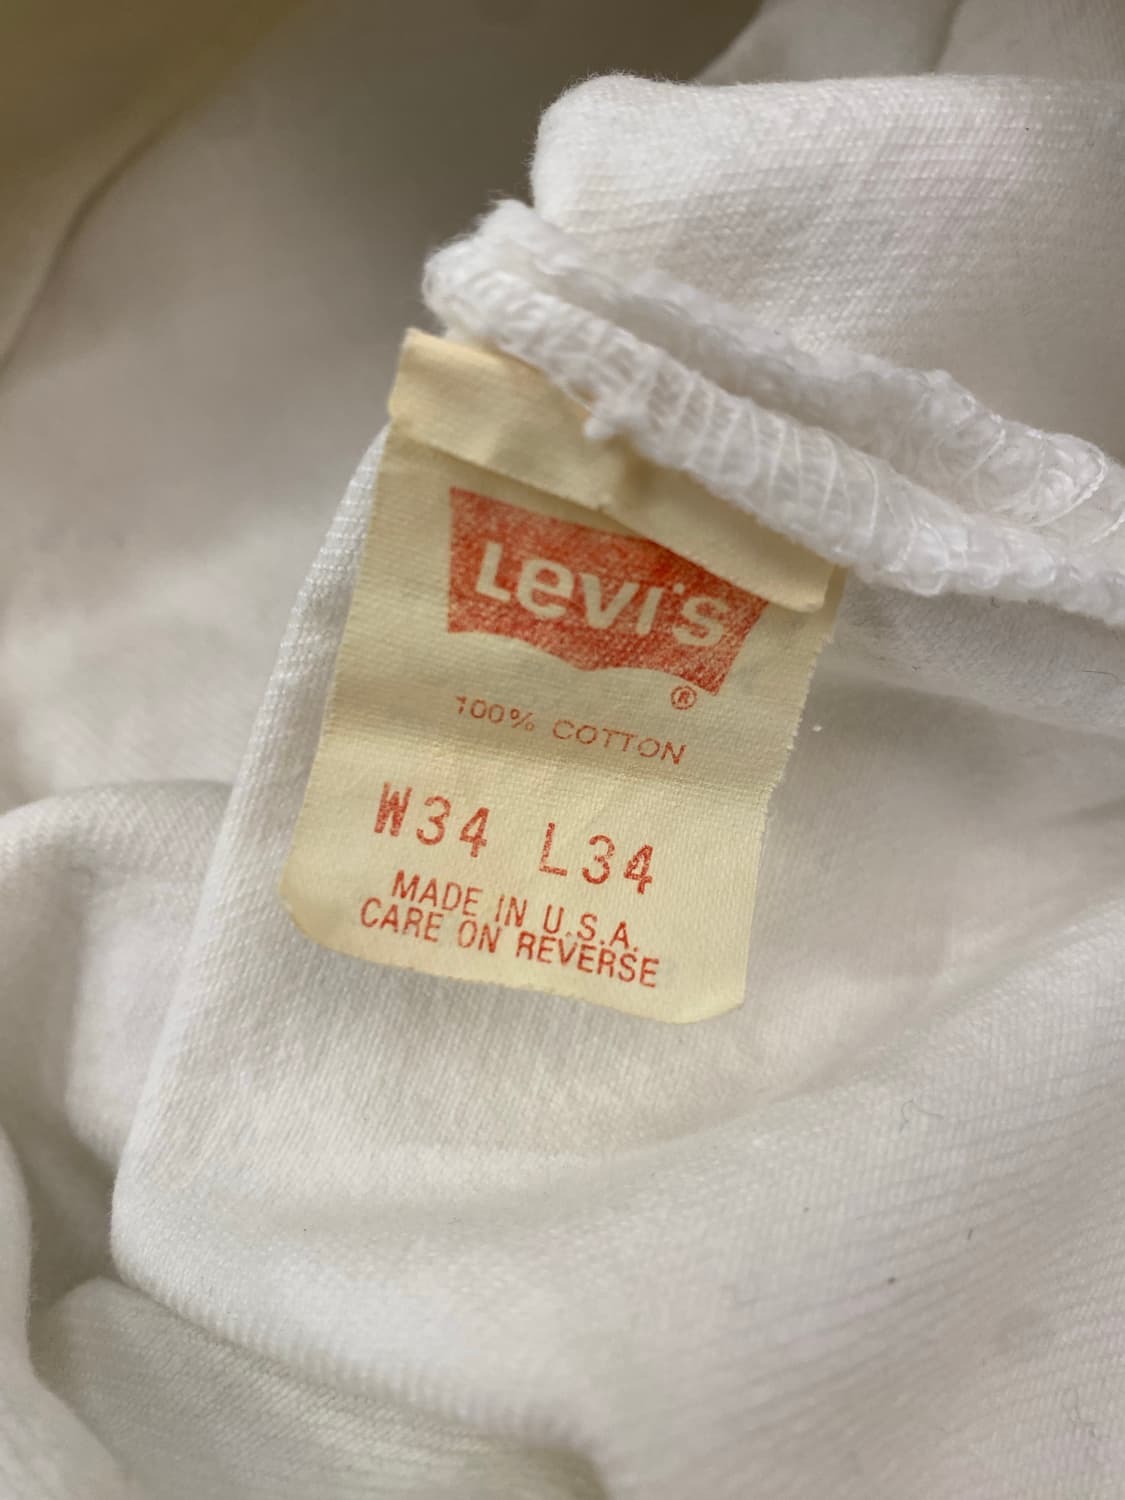 Levi's
®
100% COTTON
W34 L34
MADE IN U.S.A.
CARE ON REVERSE